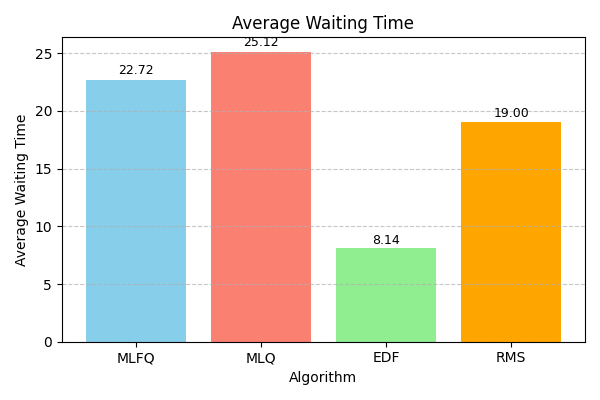 Average Waiting Time
25.12
22.72
19.00
8.14
25
20
15
10
5
0
Average Waiting Time
MLFQ MLQ EDF RMS
Algorithm